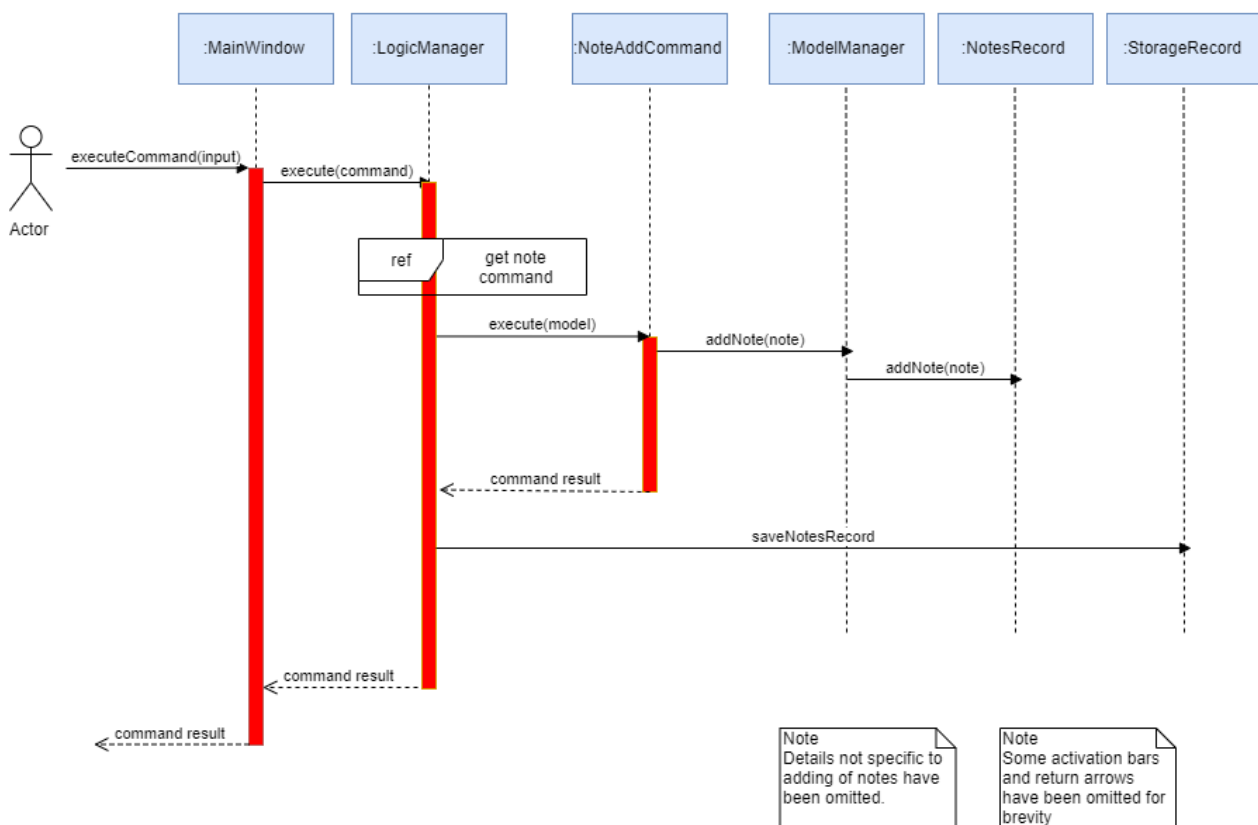 :MainWindow
:LogicManager
:NoteAddCommand
:ModelManager
:NotesRecord
:StorageRecord
executeCommand(input)
execute(command)
Actor
ref
get note
command
execute(model)
addNote(note)
addNote(note)
command result
saveNotesRecord
command result
command result
Note
Details not specific to
adding of notes have
been omitted.
Note
Some activation bars
and return arrows
have been omitted for
brevity